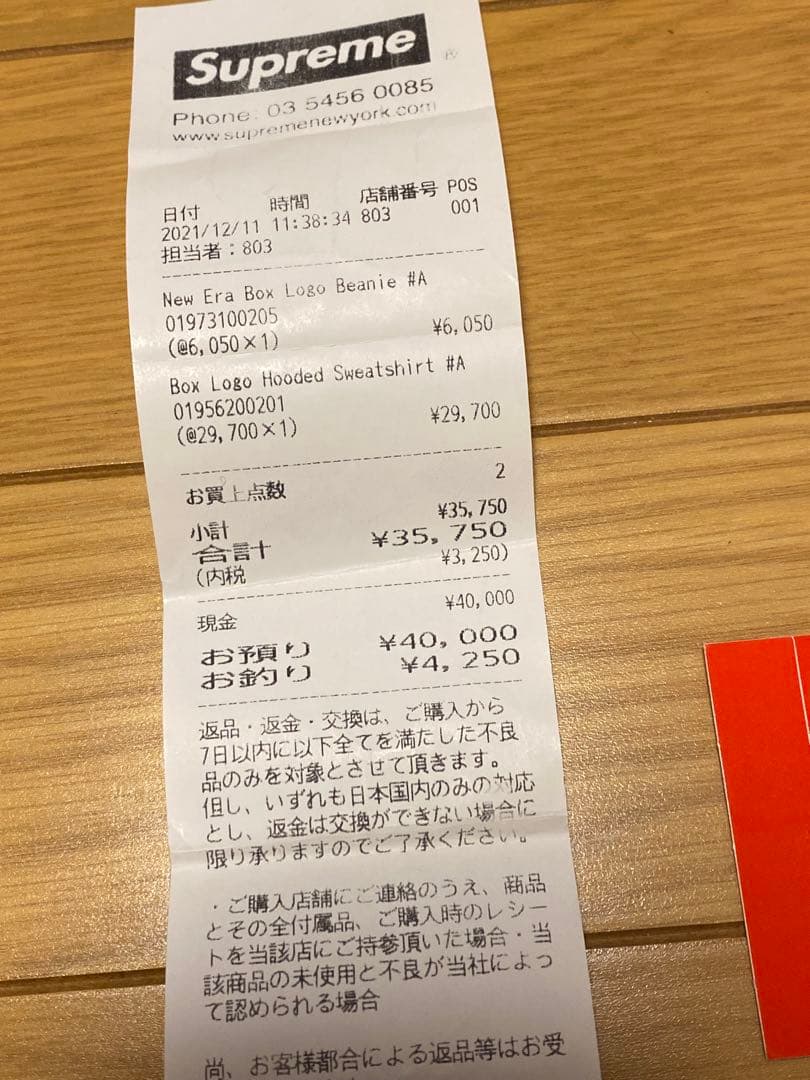 Supreme ®
Phone: 03 5456 0085
www.supremenewyork.com
日付 時間 店舗番号 POS
2021/12/11 11:38:34 803 001
担当者:803
New Era Box Logo Beanie #A
01973100205
(@6,050×1) ¥6,050
Box Logo Hooded Sweatshirt #A
01956200201
(@29,700×1) ¥29,700
お買上点数 2
小計 ¥35,750
合計 ¥35,750
(内税 ¥3,250)
現金 ¥40,000
お預り ¥40,000
お釣り ¥4,250
返品・返金・交換は、ご購入から
7日以内に以下全てを満たした不良
品のみを対象とさせて頂きます。
但し、いずれも日本国内のみの対応
とし、返金は交換ができない場合に
限り承りますのでご了承ください。
・ご購入店舗にご連絡のうえ、商品
とその全付属品、ご購入時のレシー
トを当該店にご持参頂いた場合・当
該商品の未使用と不良が当社によっ
て認められる場合
尚、お客様都合による返品等はお受